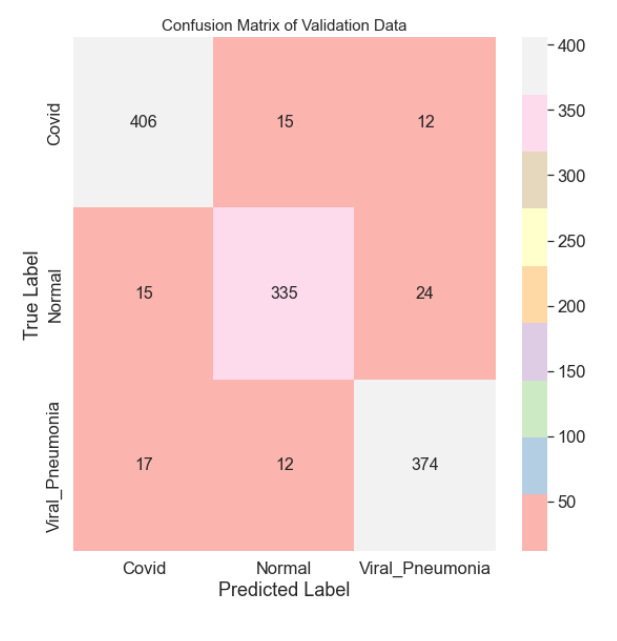 Confusion Matrix of Validation Data
True Label
Covid
406 15 12
Normal
15 335 24
Viral_Pneumonia
17 12 374
Covid Normal Viral_Pneumonia
Predicted Label
400
350
300
250
200
150
100
50